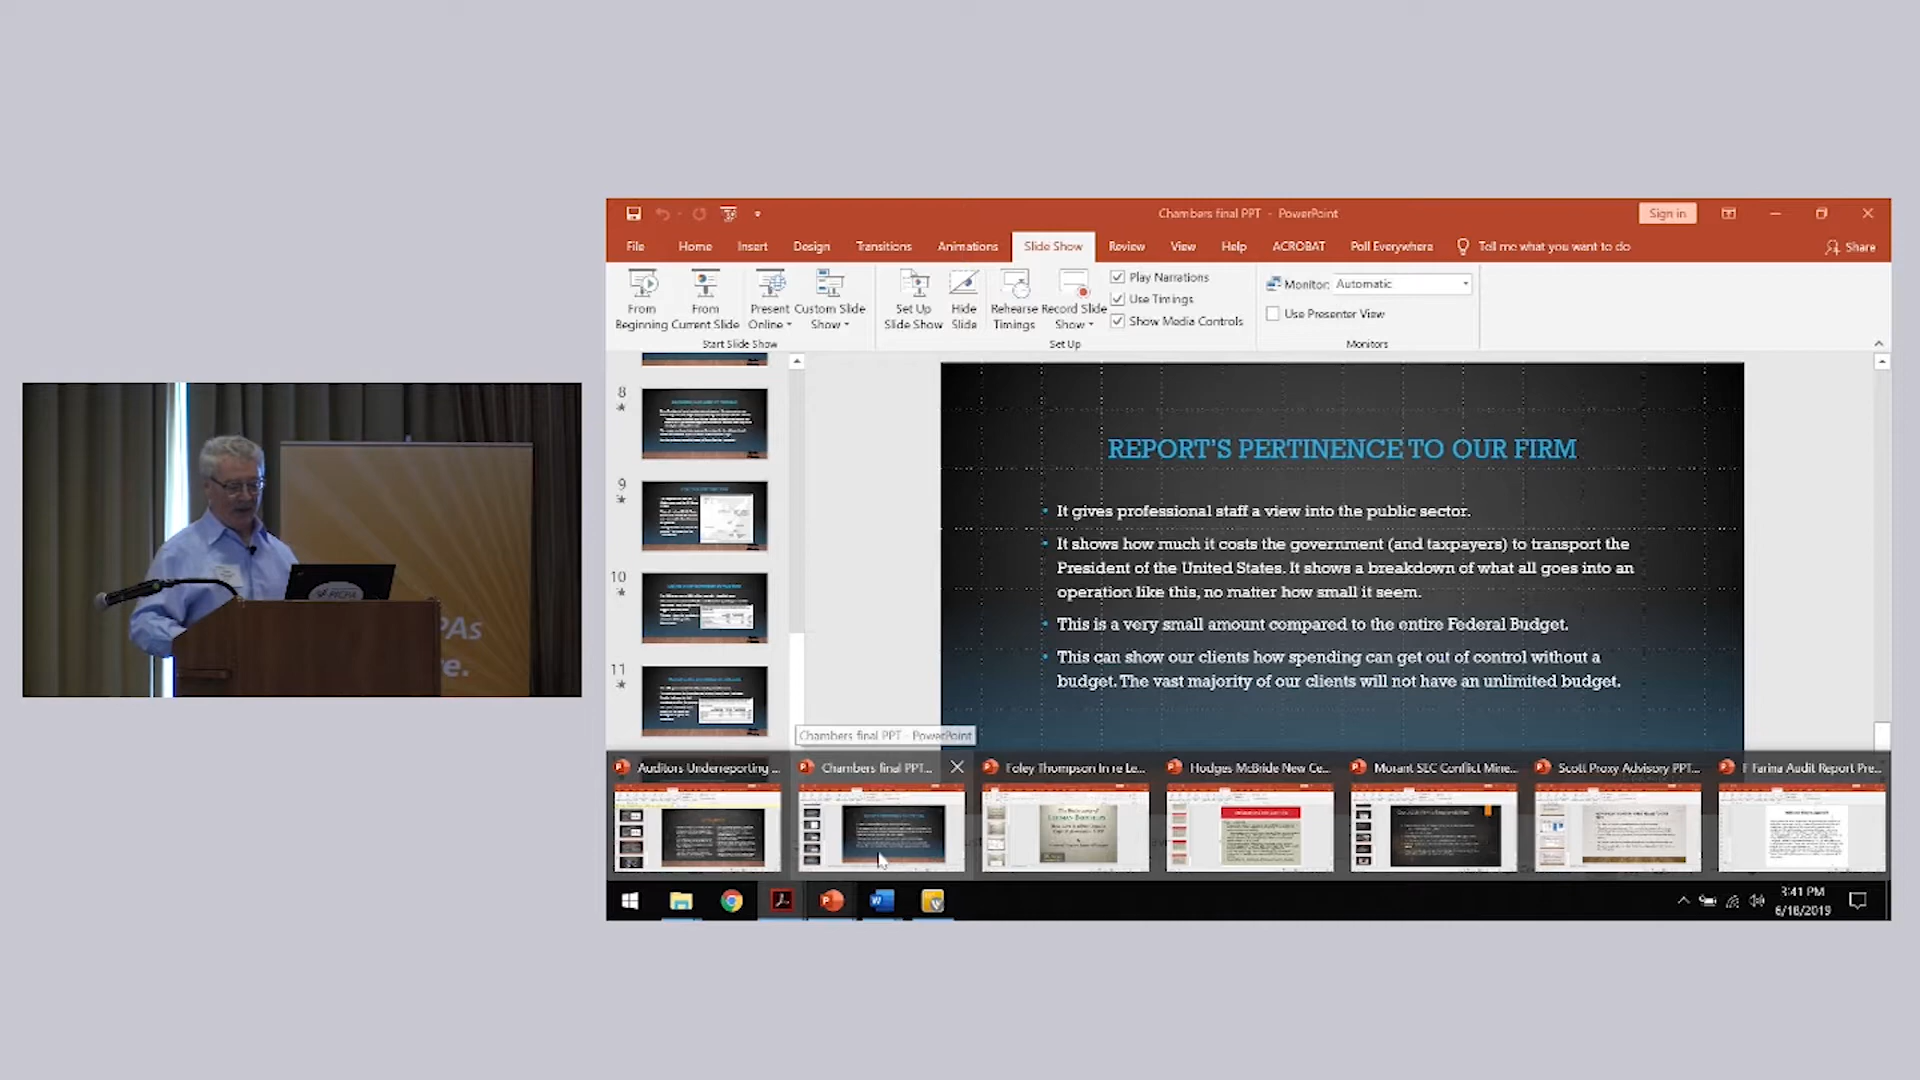 Chambers final PPT - PowerPoint
Sign in
File Home Insert Design Transitions Animations Slide Show Review View Help ACROBAT Poll Everywhere Tell me what you want to do Share
From Beginning
From Current Slide
Present Online
Custom Slide Show
Set Up Slide Show
Hide Slide
Rehearse Timings
Record Slide Show
Play Narrations
Use Timings
Show Media Controls
Monitor: Automatic
Use Presenter View
Start Slide Show
Set Up
Monitors
8
9
10
11
REPORT'S PERTINENCE TO OUR FIRM
It gives professional staff a view into the public sector.
It shows how much it costs the government (and taxpayers) to transport the
President of the United States. It shows a breakdown of what all goes into an
operation like this, no matter how small it seem.
This is a very small amount compared to the entire Federal Budget.
This can show our clients how spending can get out of control without a
budget. The vast majority of our clients will not have an unlimited budget.
PICPA
PAs
e.
Chambers final PPT - PowerPoint
Auditors Underreporting ...
Chambers final PPT...
Foley Thompson In re Le...
Hodges McBride New Ce...
Morant SEC Conflict Mine...
Scott Proxy Advisory PPT...
F Farina Audit Report Pre...
3:41 PM
6/18/2019